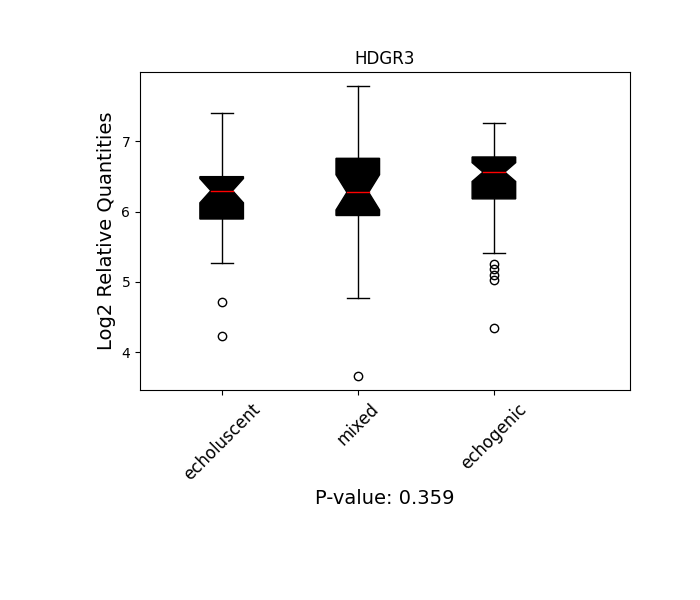 HDGR3
Log2 Relative Quantities
7
6
5
4
echoluscent
mixed
echogenic
P-value: 0.359